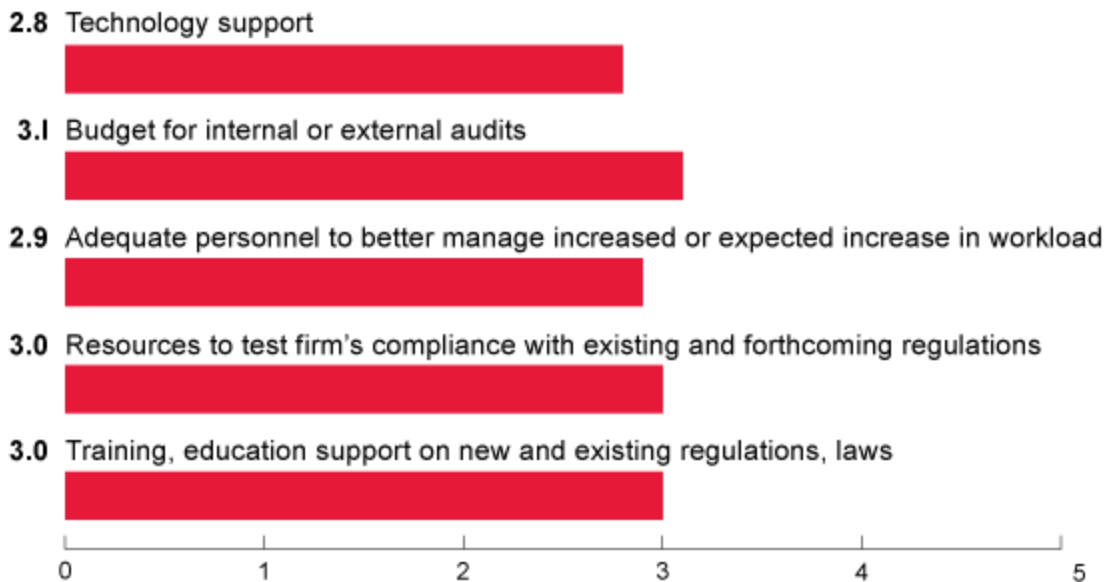 2.8 Technology support
3.I Budget for internal or external audits
2.9 Adequate personnel to better manage increased or expected increase in workload
3.0 Resources to test firm’s compliance with existing and forthcoming regulations
3.0 Training, education support on new and existing regulations, laws
0 1 2 3 4 5